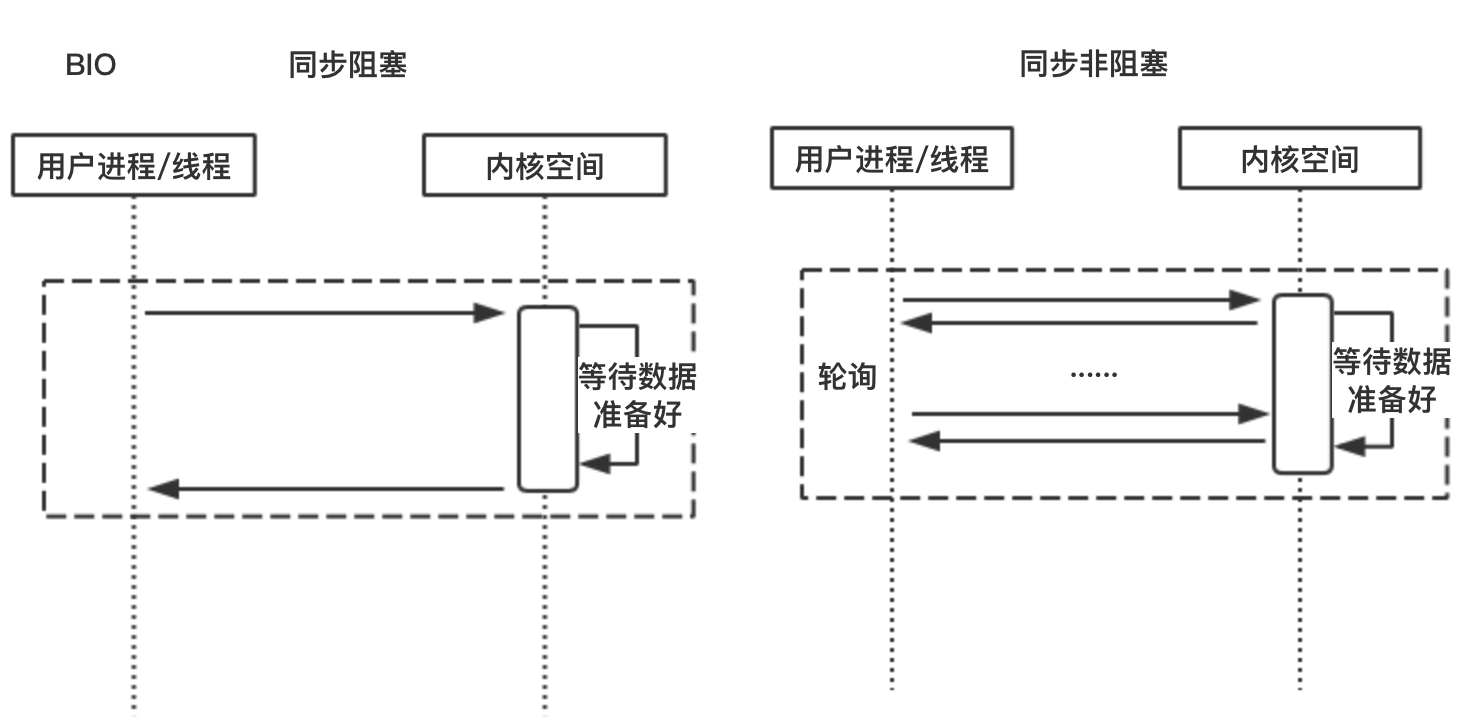 BIO
同步阻塞
用户进程/线程
内核空间
等待数据
准备好
同步非阻塞
用户进程/线程
内核空间
轮询
......
等待数据
准备好